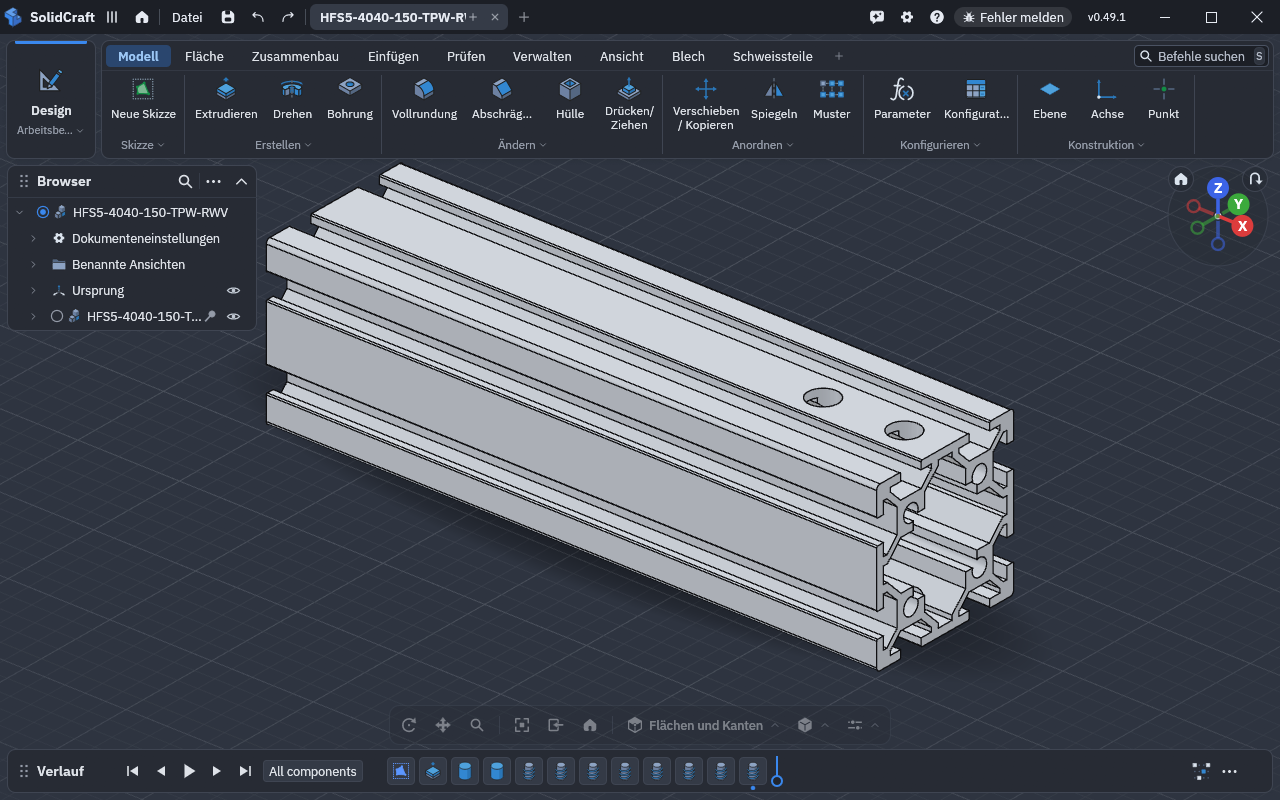 SolidCraft
Datei
HFS5-4040-150-TPW-R
Fehler melden
v0.49.1
Design
Arbeitsbe...
Modell
Fläche
Zusammenbau
Einfügen
Prüfen
Verwalten
Ansicht
Blech
Schweissteile
Befehle suchen
S
Neue Skizze
Extrudieren
Drehen
Bohrung
Vollrundung
Abschräg...
Hülle
Drücken/
Ziehen
Verschieben
/ Kopieren
Spiegeln
Muster
Parameter
Konfigurat...
Ebene
Achse
Punkt
Skizze
Erstellen
Ändern
Anordnen
Konfigurieren
Konstruktion
Browser
HFS5-4040-150-TPW-RWV
Dokumenteneinstellungen
Benannte Ansichten
Ursprung
HFS5-4040-150-T...
Z
Y
X
Flächen und Kanten
Verlauf
All components